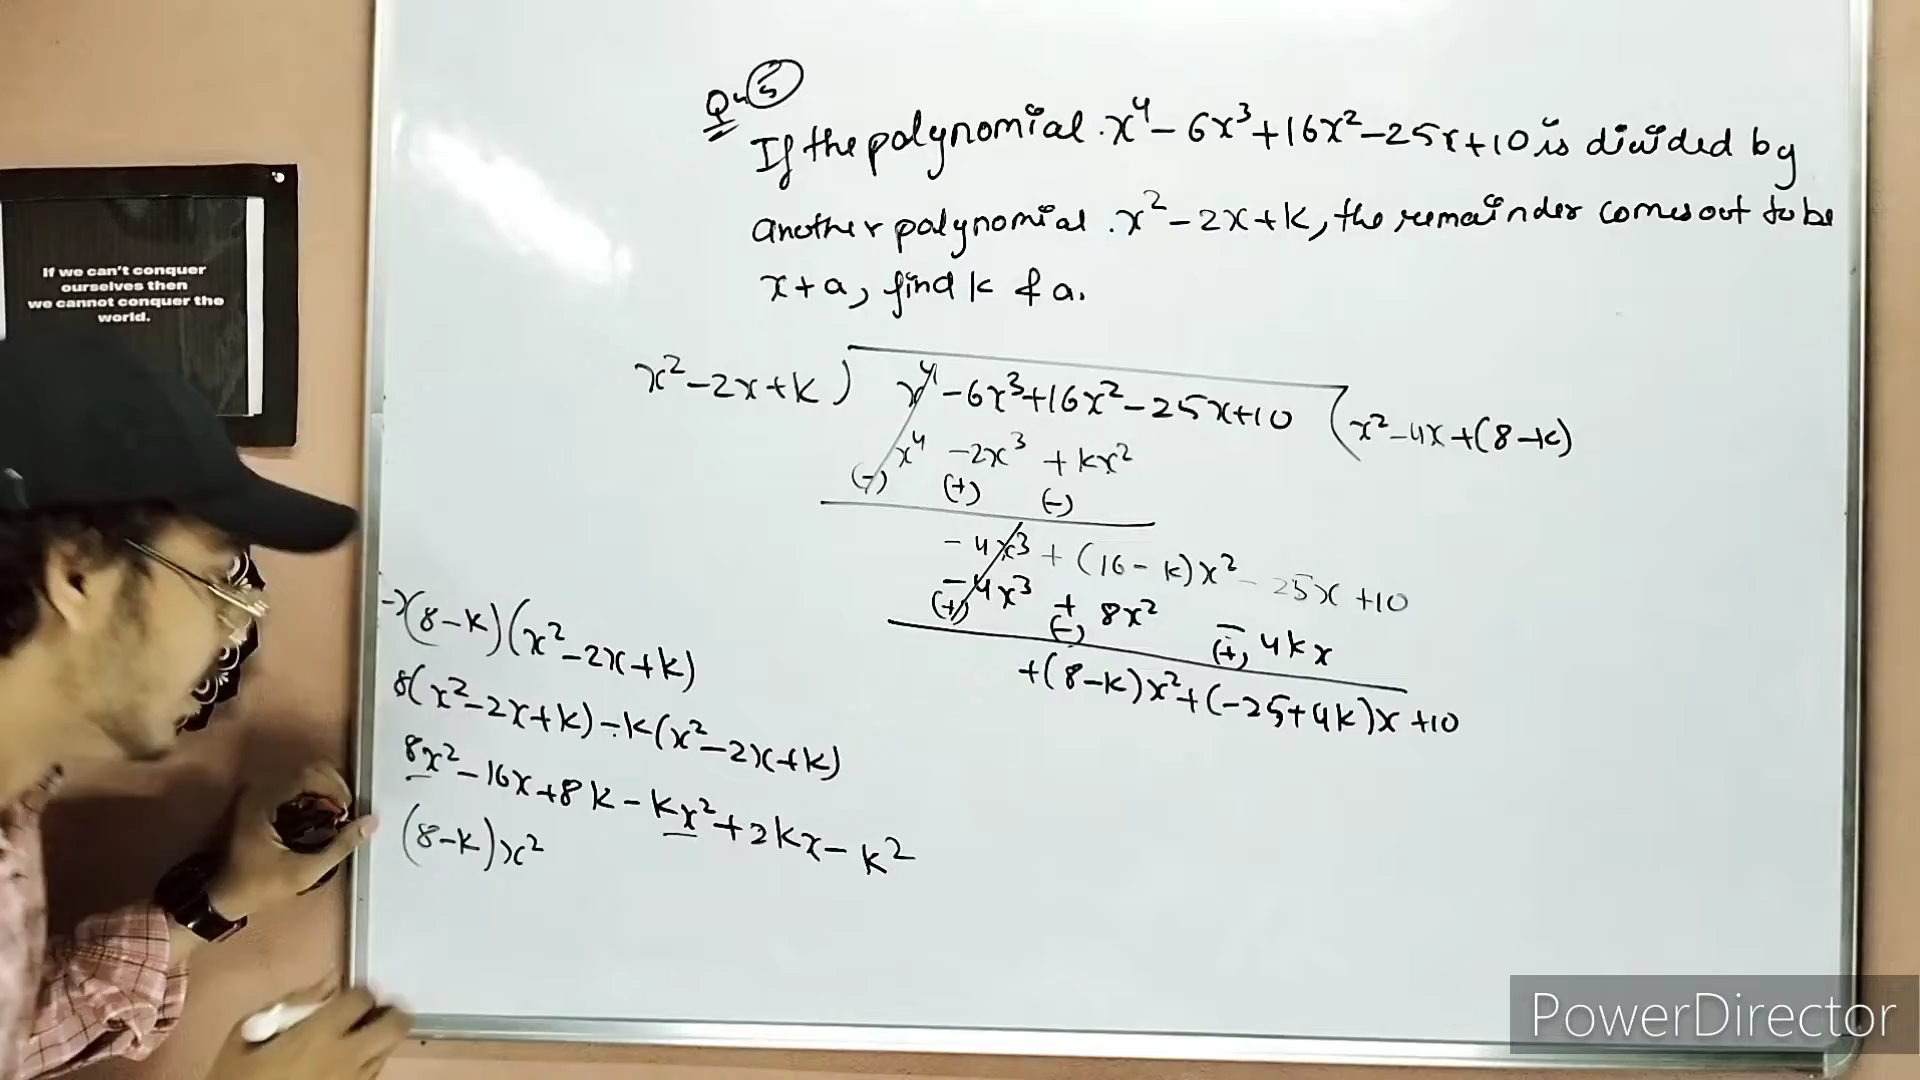 Qu 5
If the polynomial x⁴ - 6x³ + 16x² - 25x + 10 is divided by
another polynomial x² - 2x + k, the remainder comes out to be
x + a, find k & a.
x² - 2x + k ) x⁴ - 6x³ + 16x² - 25x + 10 ( x² - 4x + (8 - k)
x⁴ - 2x³ + kx²
(-) (+) (-)
- 4x³ + (16 - k)x² - 25x + 10
- 4x³ + 8x² - 4kx
(+) (-) (+)
+(8 - k)x² + (-25 + 4k)x + 10
->(8 - k)(x² - 2x + k)
8(x² - 2x + k) - k(x² - 2x + k)
8x² - 16x + 8k - kx² + 2kx - k²
(8 - k)x²
If we can't conquer
ourselves then
we cannot conquer the
world.
PowerDirector